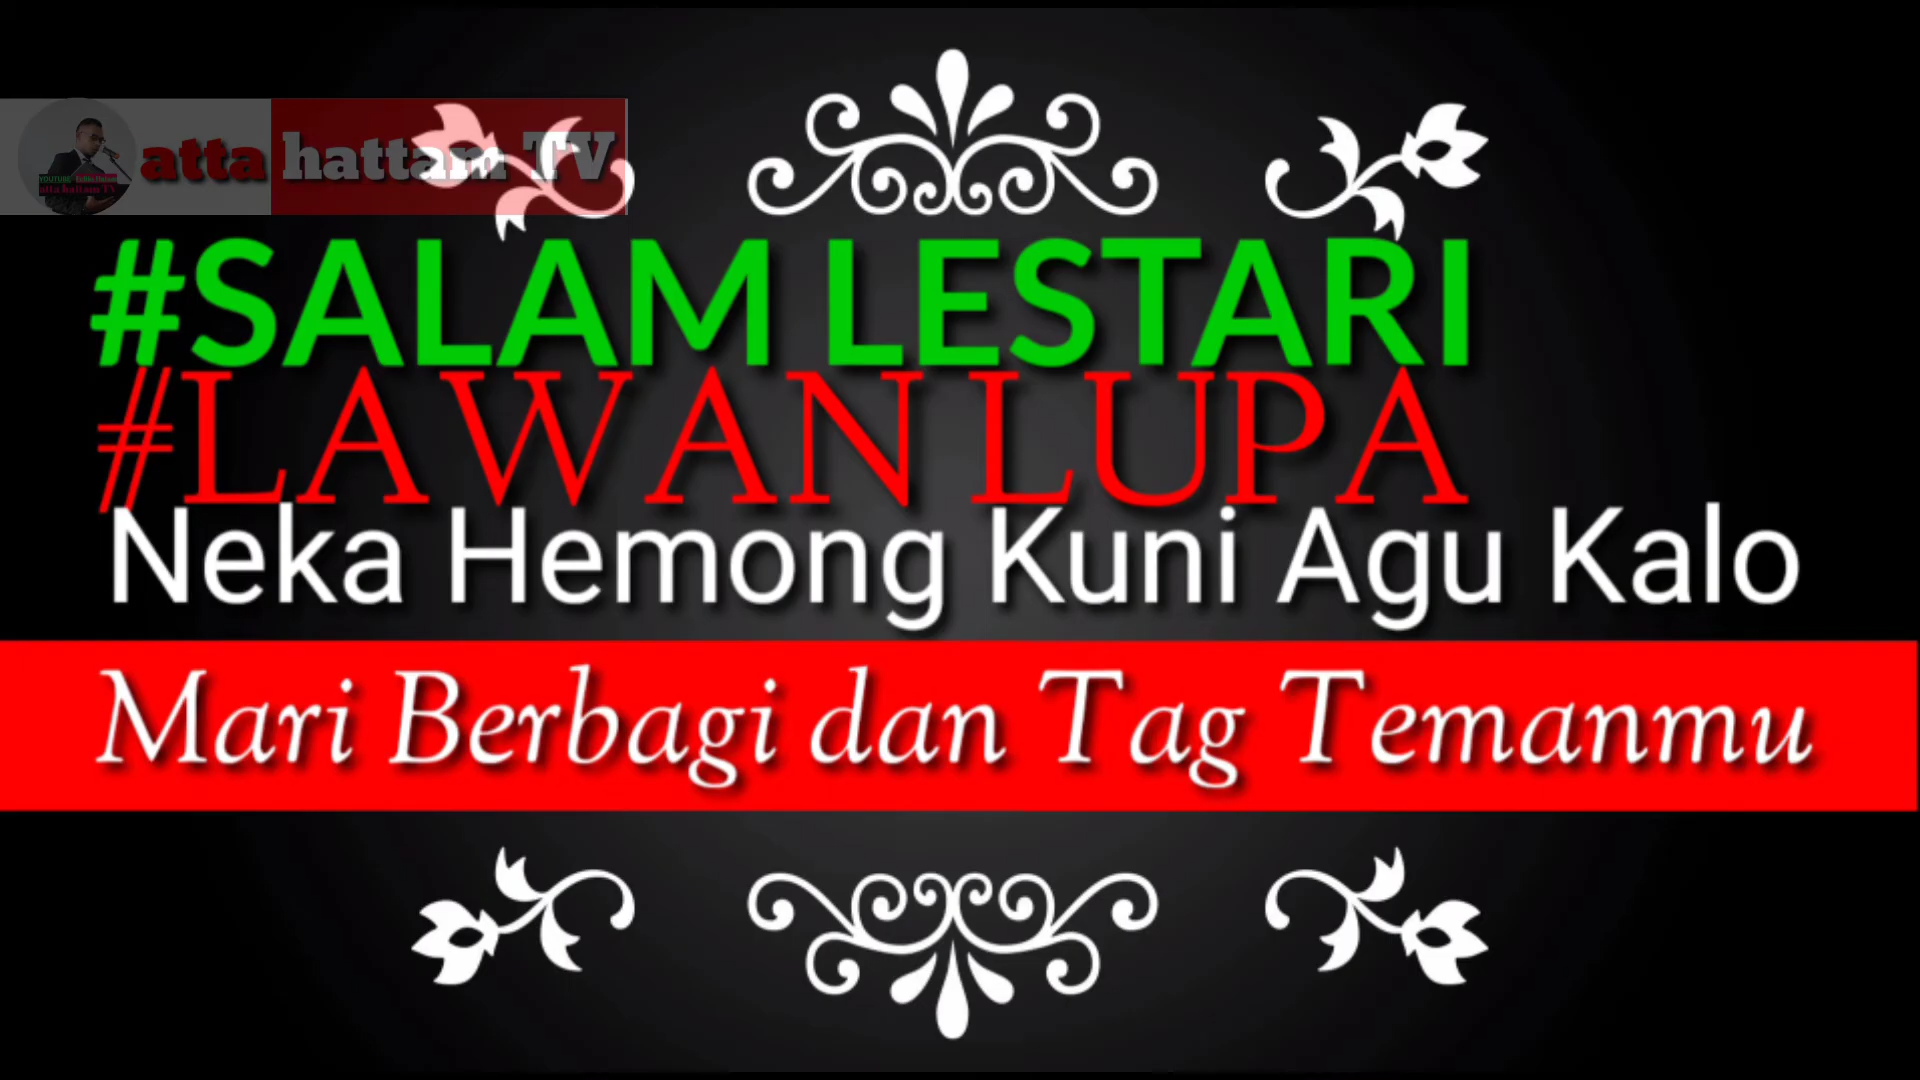 atta hattam TV
#SALAM LESTARI
#LAWAN LUPA
Neka Hemong Kuni Agu Kalo
Mari Berbagi dan Tag Temanmu